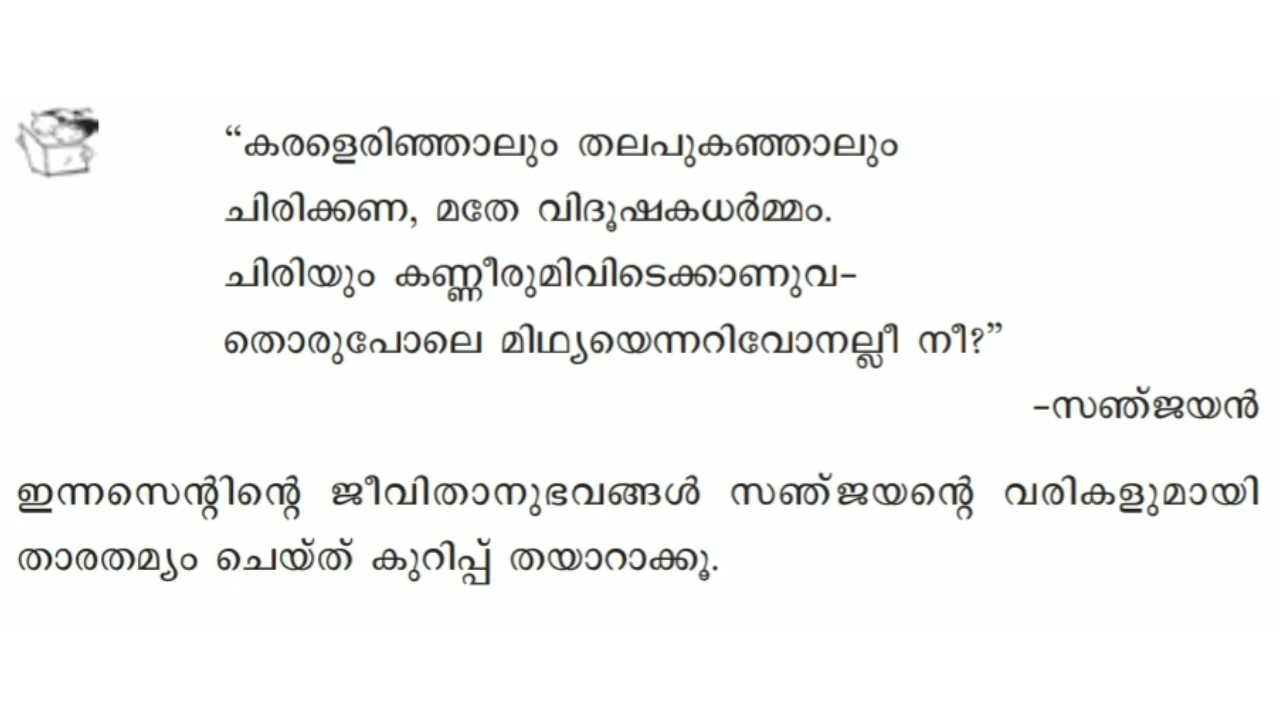 “കരളെരിഞ്ഞാലും തലപുകഞ്ഞാലും
ചിരിക്കണ, മതേ വിദൂഷകധർമ്മം.
ചിരിയും കണ്ണീരുമിവിടെക്കാണുവ-
തൊരുപോലെ മിഥ്യയെന്നറിവോനല്ലീ നീ?”
-സഞ്ജയൻ
ഇന്നസെന്റിന്റെ ജീവിതാനുഭവങ്ങൾ സഞ്ജയന്റെ വരികളുമായി
താരതമ്യം ചെയ്ത് കുറിപ്പ് തയാറാക്കൂ.